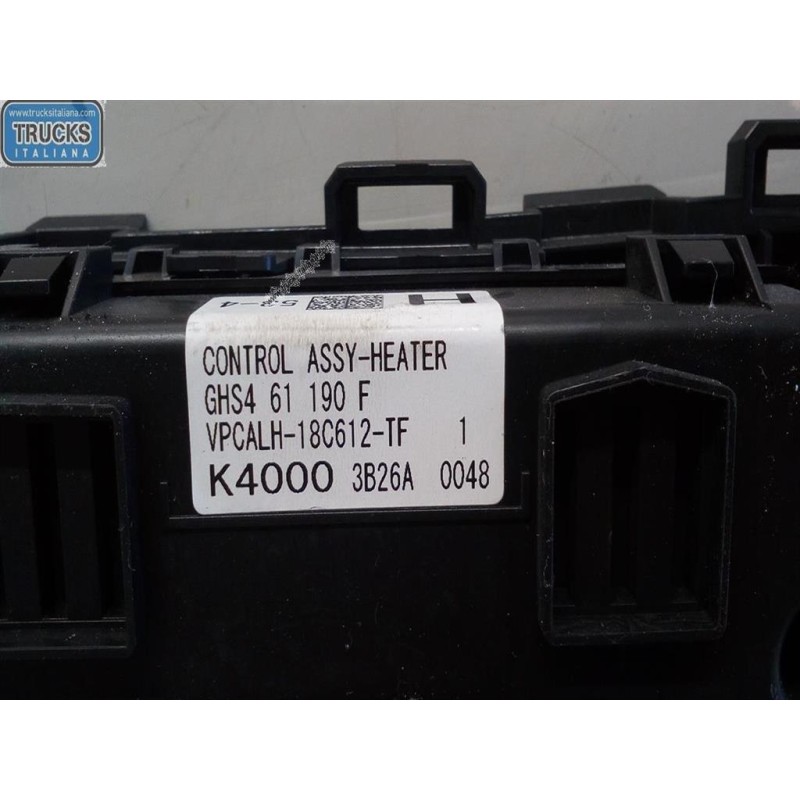 www.trucksitaliana.com
TRUCKS
ITALIANA
CONTROL ASSY-HEATER
GHS4 61 190 F
VPCALH-18C612-TF 1
K4000 3B26A 0048